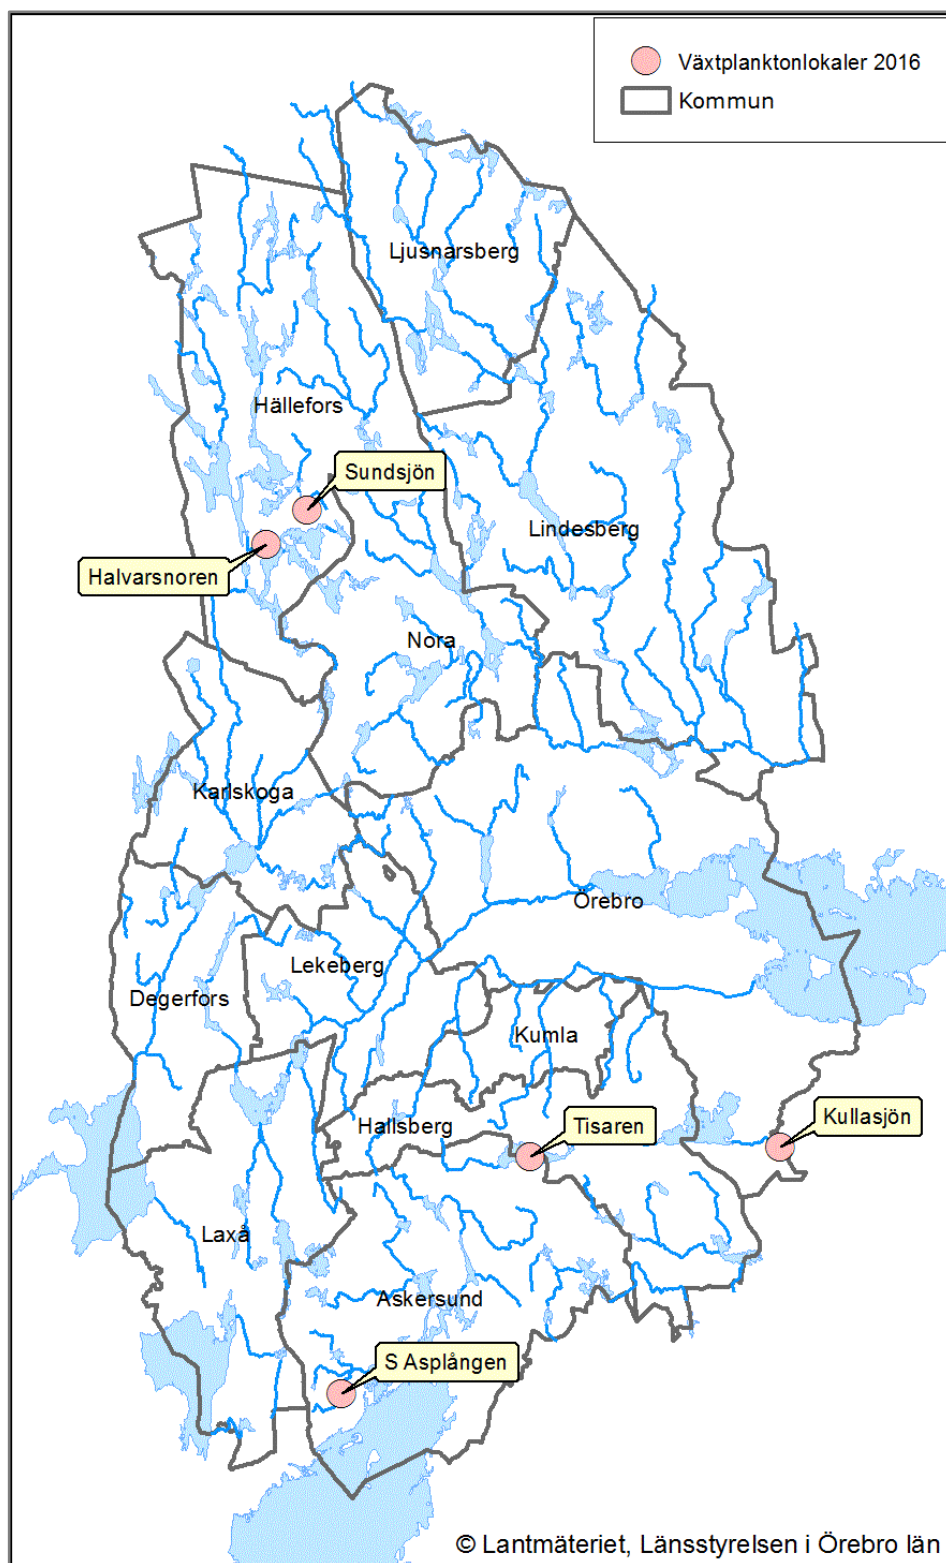 Växtplanktonlokaler 2016
Kommun
Ljusnarsberg
Hällefors
Sundsjön
Lindesberg
Halvarsnoren
Nora
Karlskoga
Örebro
Lekeberg
Degerfors
Kumla
Hallsberg
Tisaren
Kullasjön
Laxå
Askersund
S Asplången
© Lantmäteriet, Länsstyrelsen i Örebro län